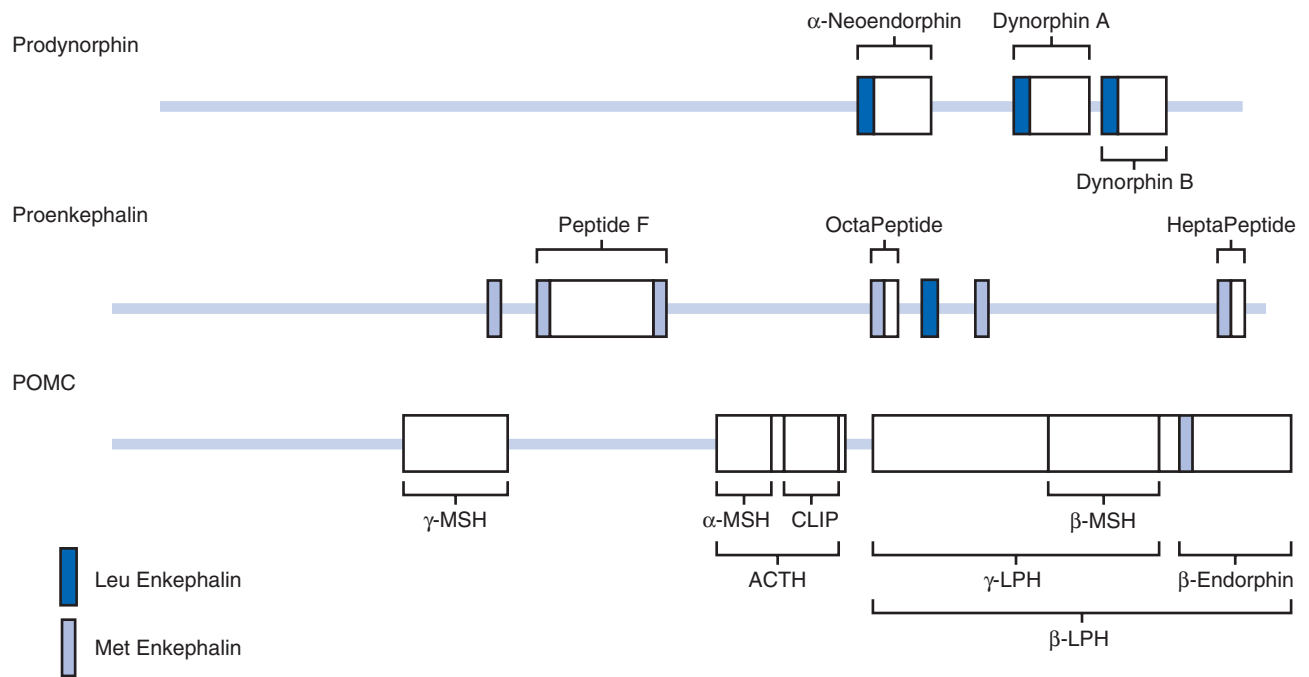 α-Neoendorphin Dynorphin A
Prodynorphin
Dynorphin B
Proenkephalin
Peptide F OctaPeptide HeptaPeptide
POMC
γ-MSH α-MSH CLIP β-MSH
Leu Enkephalin
ACTH γ-LPH β-Endorphin
Met Enkephalin
β-LPH